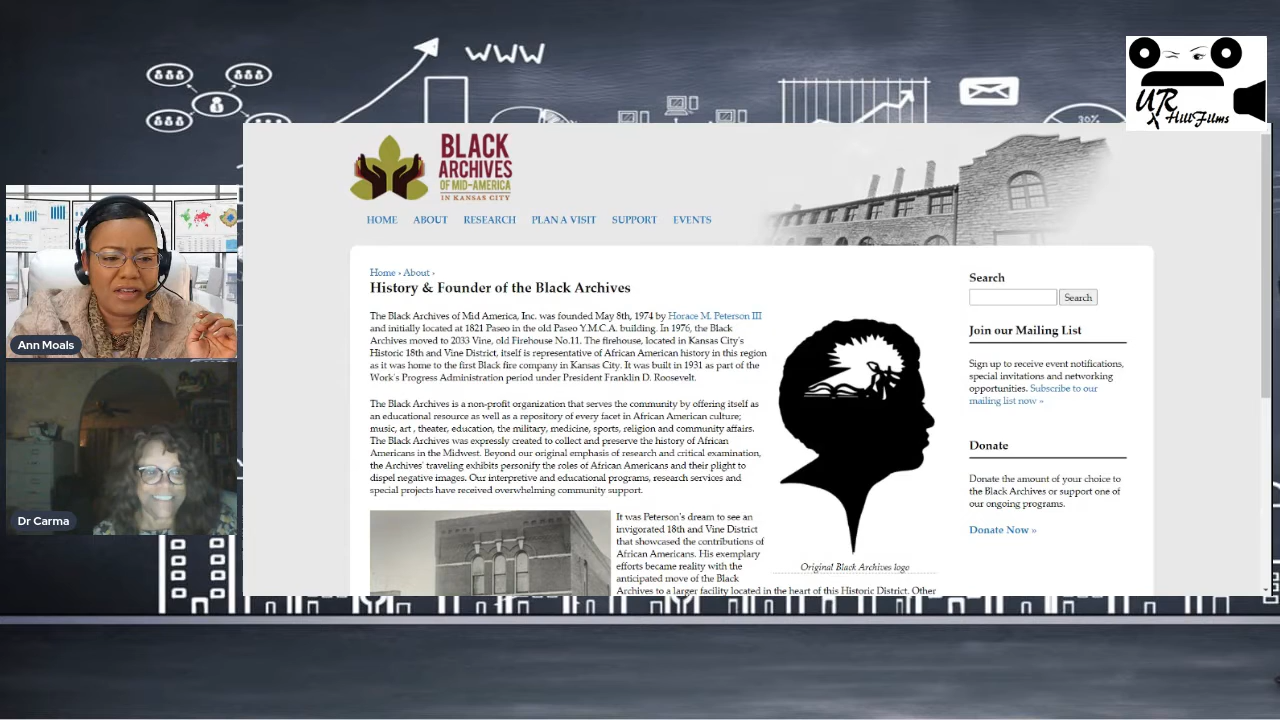 WWW
30%
UR
Hill Films
BLACK
ARCHIVES
OF MID-AMERICA
IN KANSAS CITY
HOME ABOUT RESEARCH PLAN A VISIT SUPPORT EVENTS
Home › About ›
History & Founder of the Black Archives
The Black Archives of Mid America, Inc. was founded May 8th, 1974 by Horace M. Peterson III
and initially located at 1821 Paseo in the old Paseo Y.M.C.A. building. In 1976, the Black
Archives moved to 2033 Vine, old Firehouse No.11. The firehouse, located in Kansas City's
Historic 18th and Vine District, itself is representative of African American history in this region
as it was home to the first Black fire company in Kansas City. It was built in 1931 as part of the
Work's Progress Administration period under President Franklin D. Roosevelt.
The Black Archives is a non-profit organization that serves the community by offering itself as
an educational resource as well as a repository of every facet in African American culture;
music, art , theater, education, the military, medicine, sports, religion and community affairs.
The Black Archives was expressly created to collect and preserve the history of African
Americans in the Midwest. Beyond our original emphasis of research and critical examination,
the Archives' traveling exhibits personify the roles of African Americans and their plight to
dispel negative images. Our interpretive and educational programs, research services and
special projects have received overwhelming community support.
It was Peterson's dream to see an
invigorated 18th and Vine District
that showcased the contributions of
African Americans. His exemplary
efforts became reality with the
anticipated move of the Black
Archives to a larger facility located in the heart of this Historic District. Other
Original Black Archives logo
Search
Search
Join our Mailing List
Sign up to receive event notifications,
special invitations and networking
opportunities. Subscribe to our
mailing list now »
Donate
Donate the amount of your choice to
the Black Archives or support one of
our ongoing programs.
Donate Now »
Ann Moals
Dr Carma